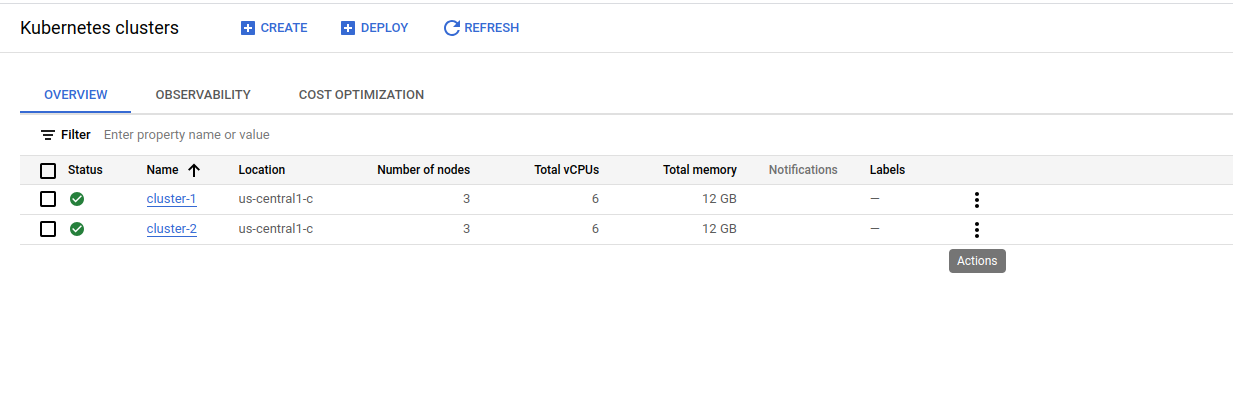 Kubernetes clusters CREATE DEPLOY REFRESH
OVERVIEW OBSERVABILITY COST OPTIMIZATION
Filter Enter property name or value
Status Name Location Number of nodes Total vCPUs Total memory Notifications Labels
cluster-1 us-central1-c 3 6 12 GB —
cluster-2 us-central1-c 3 6 12 GB —
Actions